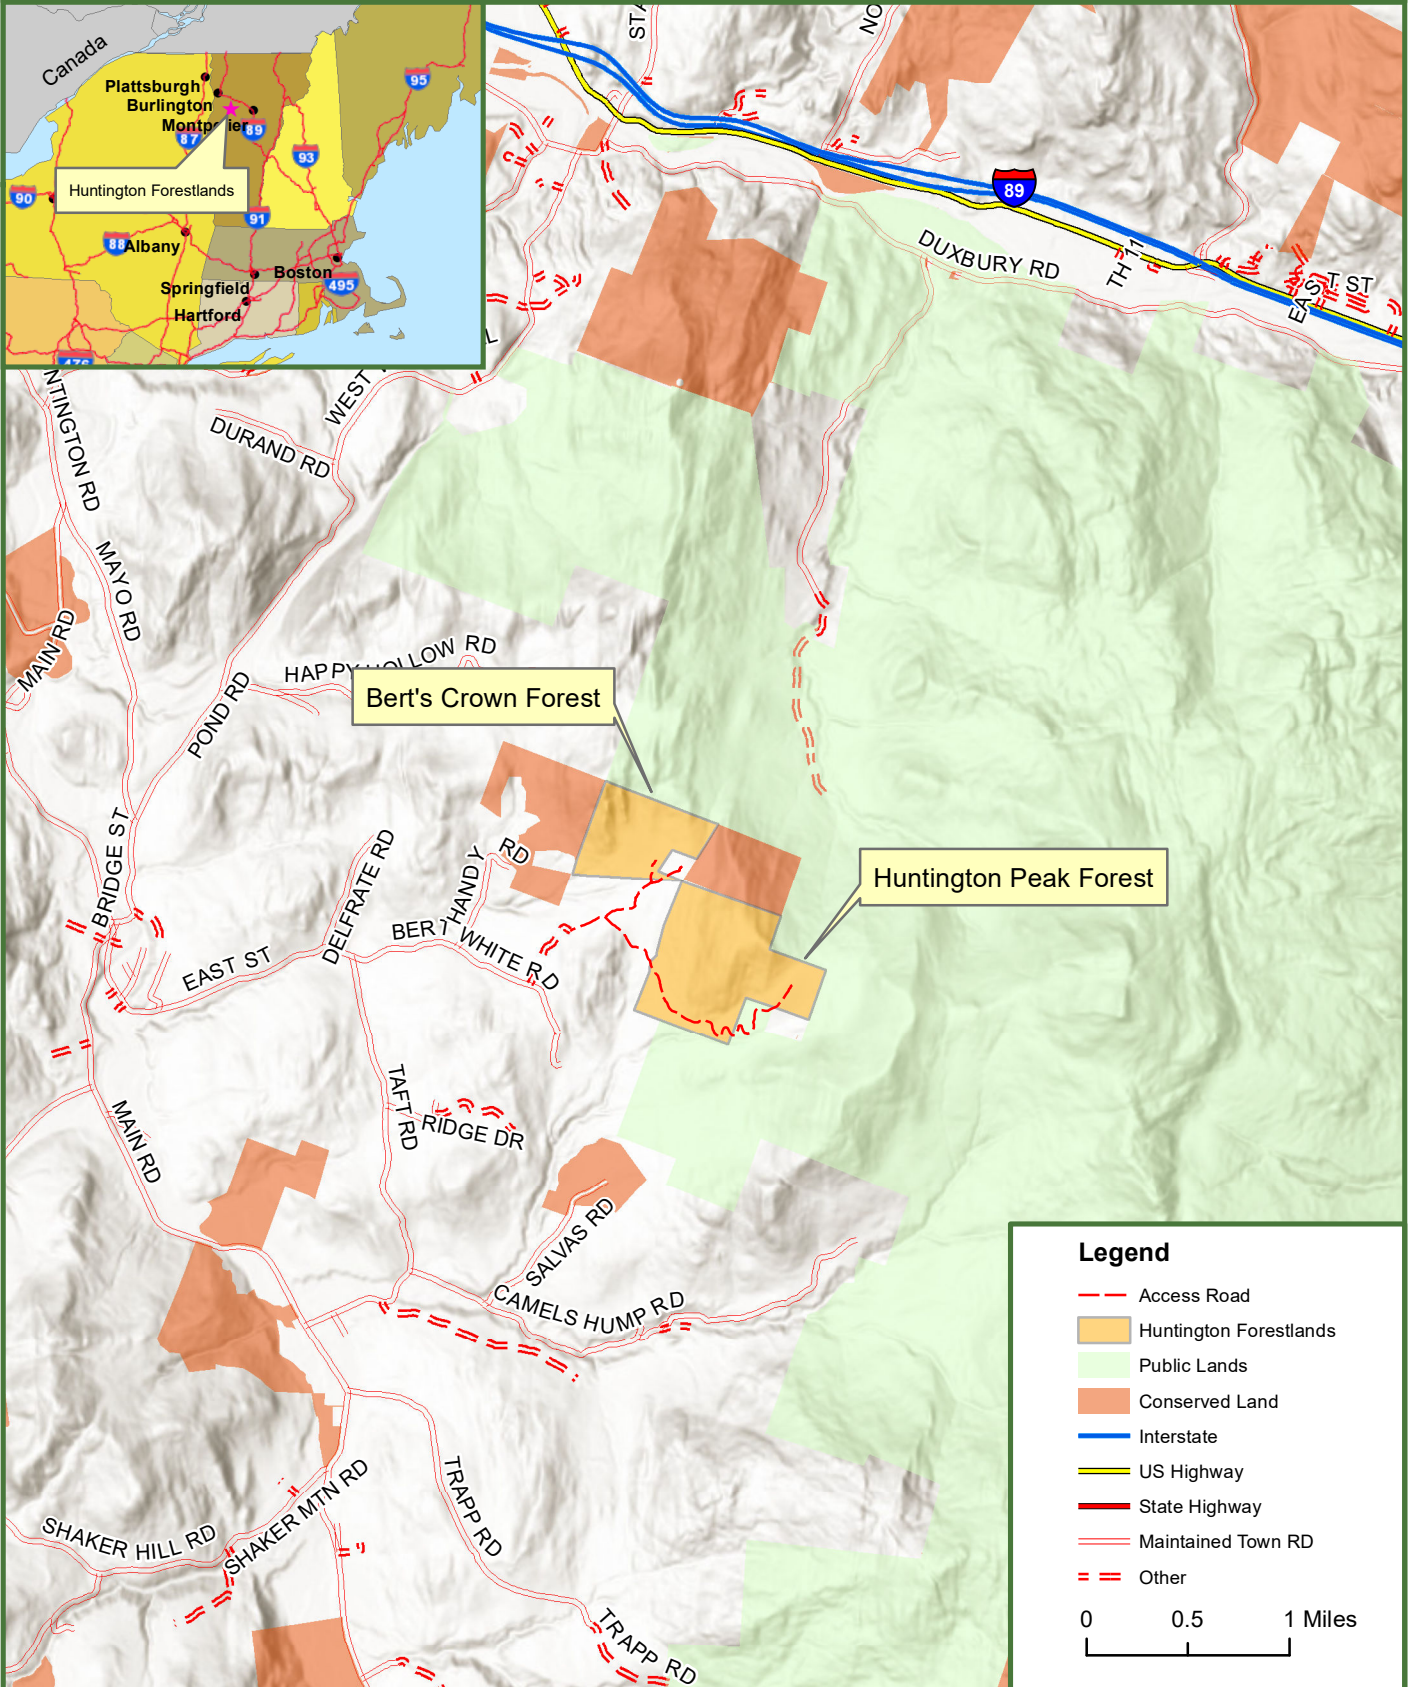 Canada
Plattsburgh
Burlington
Montpelier
Huntington Forestlands
Albany
Springfield
Hartford
Boston
95
89
87
93
90
91
88
495
89
DUXBURY RD
TH 11
EAST ST
DURAND RD
WEST
MAYO RD
MAIN RD
HAPPY HOLLOW RD
POND RD
Bert's Crown Forest
Huntington Peak Forest
BRIDGE ST
DELFRATE RD
HANDY RD
BERT WHITE RD
EAST ST
TAFT RD
RIDGE DR
MAIN RD
SALVAS RD
CAMELS HUMP RD
TRAPP RD
SHAKER MTN RD
SHAKER HILL RD
TRAPP RD
Legend
Access Road
Huntington Forestlands
Public Lands
Conserved Land
Interstate
US Highway
State Highway
Maintained Town RD
Other
0 0.5 1 Miles